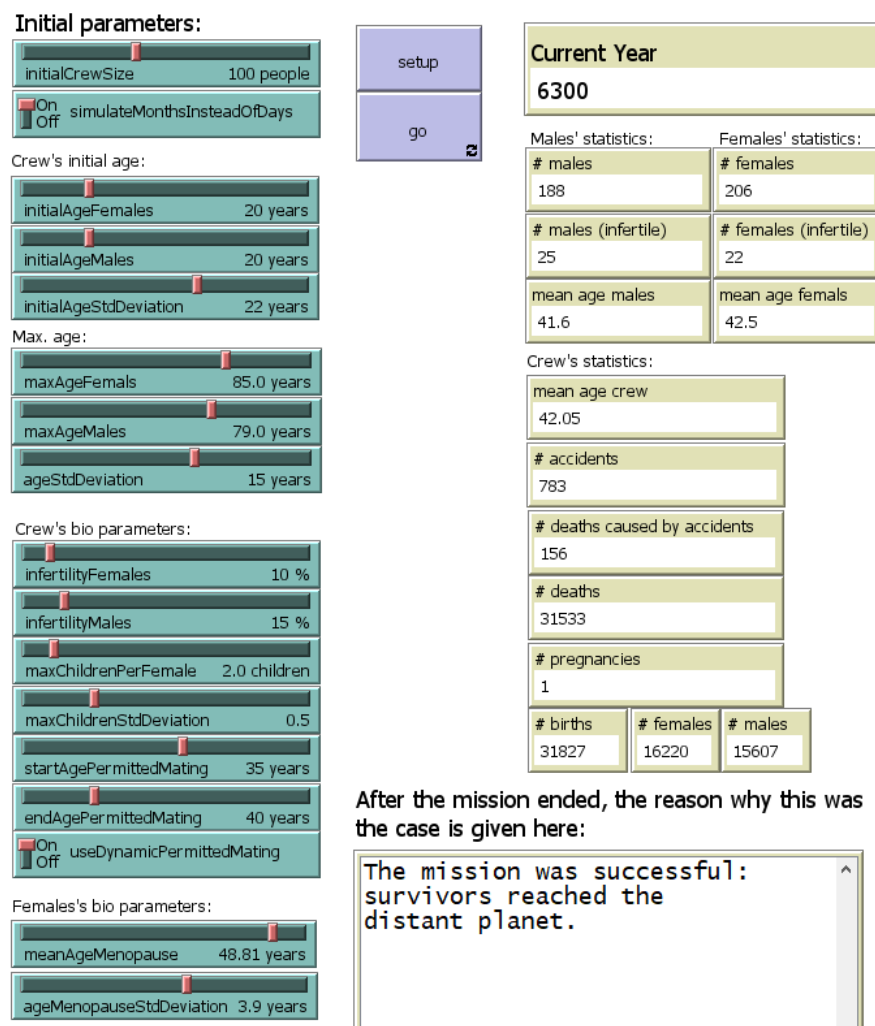 Initial parameters:
initialCrewSize 100 people
On
Off
simulateMonthsInsteadOfDays
Crew's initial age:
initialAgeFemales 20 years
initialAgeMales 20 years
initialAgeStdDeviation 22 years
Max. age:
maxAgeFemals 85.0 years
maxAgeMales 79.0 years
ageStdDeviation 15 years
Crew's bio parameters:
infertilityFemales 10 %
infertilityMales 15 %
maxChildrenPerFemale 2.0 children
maxChildrenStdDeviation 0.5
startAgePermittedMating 35 years
endAgePermittedMating 40 years
On
Off
useDynamicPermittedMating
Females's bio parameters:
meanAgeMenopause 48.81 years
ageMenopauseStdDeviation 3.9 years
setup
go
Current Year
6300
Males' statistics: Females' statistics:
# males # females
188 206
# males (infertile) # females (infertile)
25 22
mean age males mean age femals
41.6 42.5
Crew's statistics:
mean age crew
42.05
# accidents
783
# deaths caused by accidents
156
# deaths
31533
# pregnancies
1
# births # females # males
31827 16220 15607
After the mission ended, the reason why this was
the case is given here:
The mission was successful:
survivors reached the
distant planet.